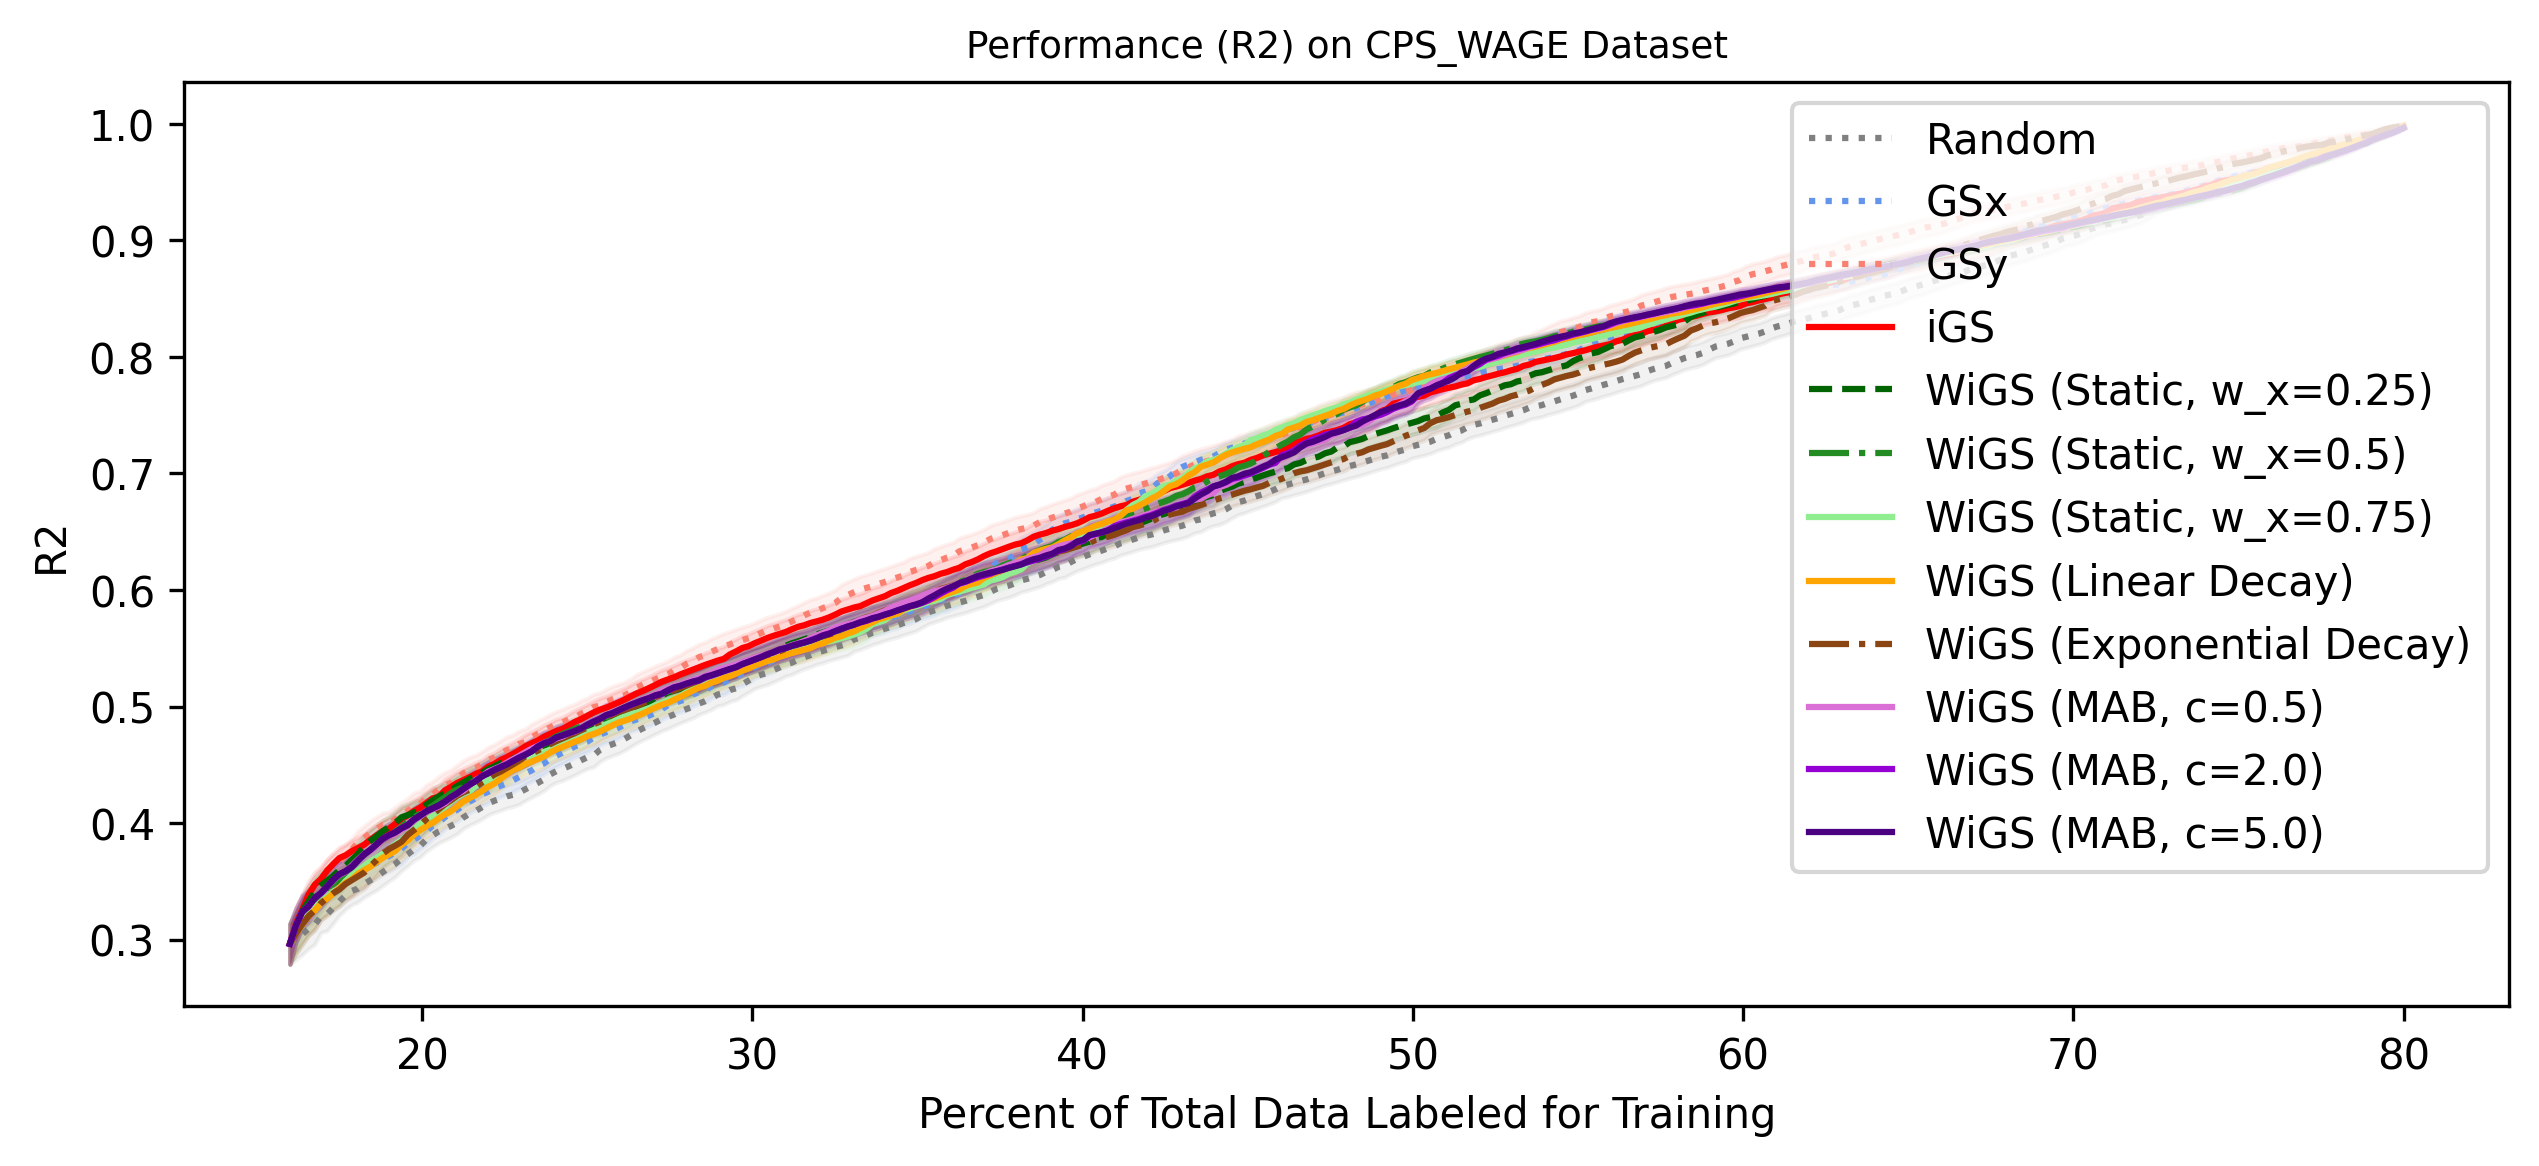 Performance (R2) on CPS_WAGE Dataset
1.0
0.9
0.8
0.7
0.6
0.5
0.4
0.3
R2
20 30 40 50 60 70 80
Percent of Total Data Labeled for Training
Random
GSx
GSy
iGS
WiGS (Static, w_x=0.25)
WiGS (Static, w_x=0.5)
WiGS (Static, w_x=0.75)
WiGS (Linear Decay)
WiGS (Exponential Decay)
WiGS (MAB, c=0.5)
WiGS (MAB, c=2.0)
WiGS (MAB, c=5.0)